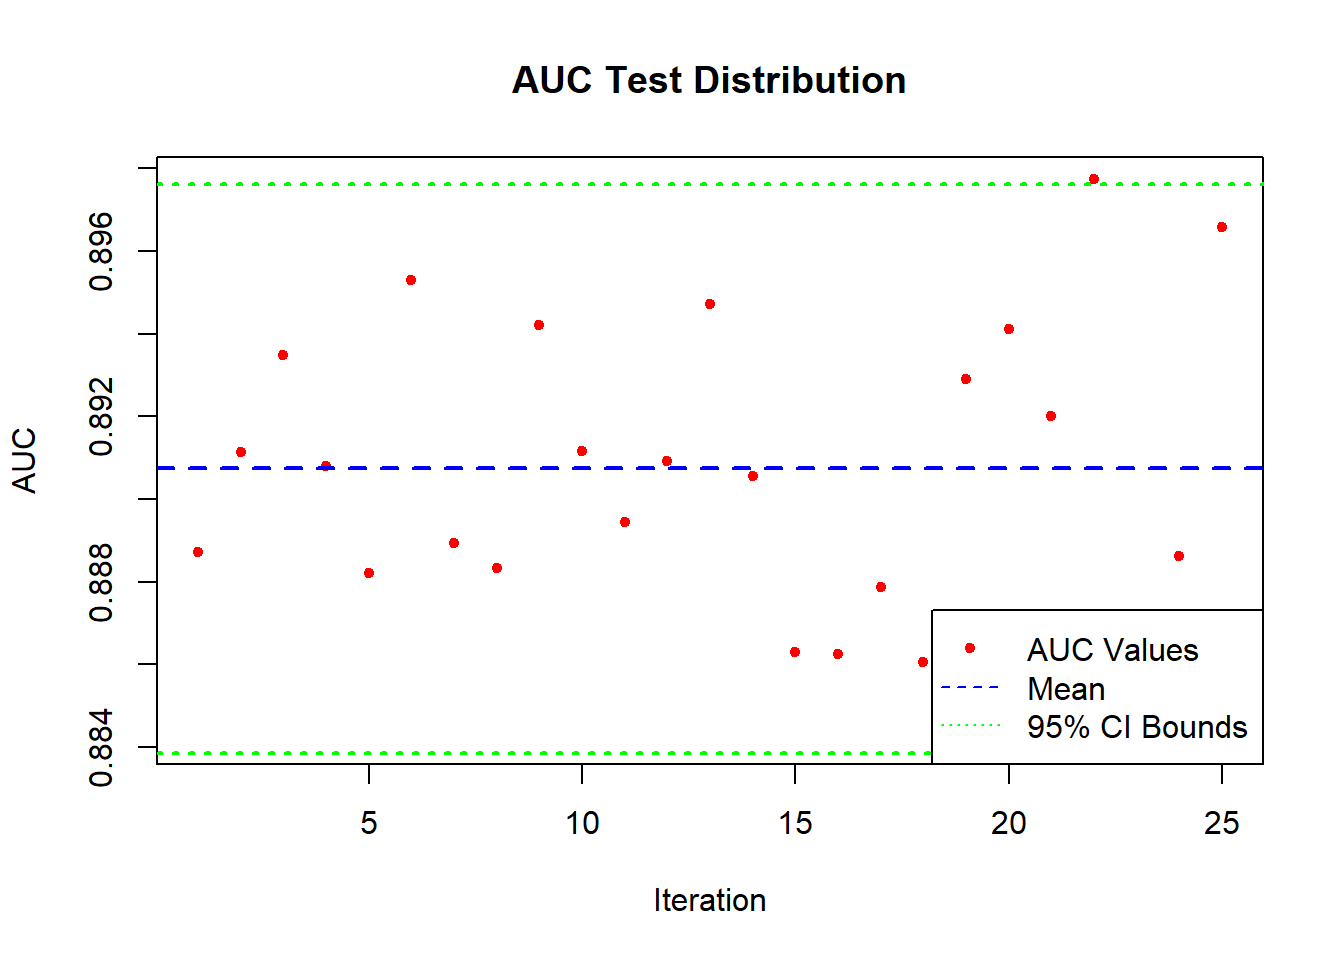 AUC Test Distribution
AUC
0.896
0.892
0.888
0.884
AUC Values
Mean
95% CI Bounds
5 10 15 20 25
Iteration